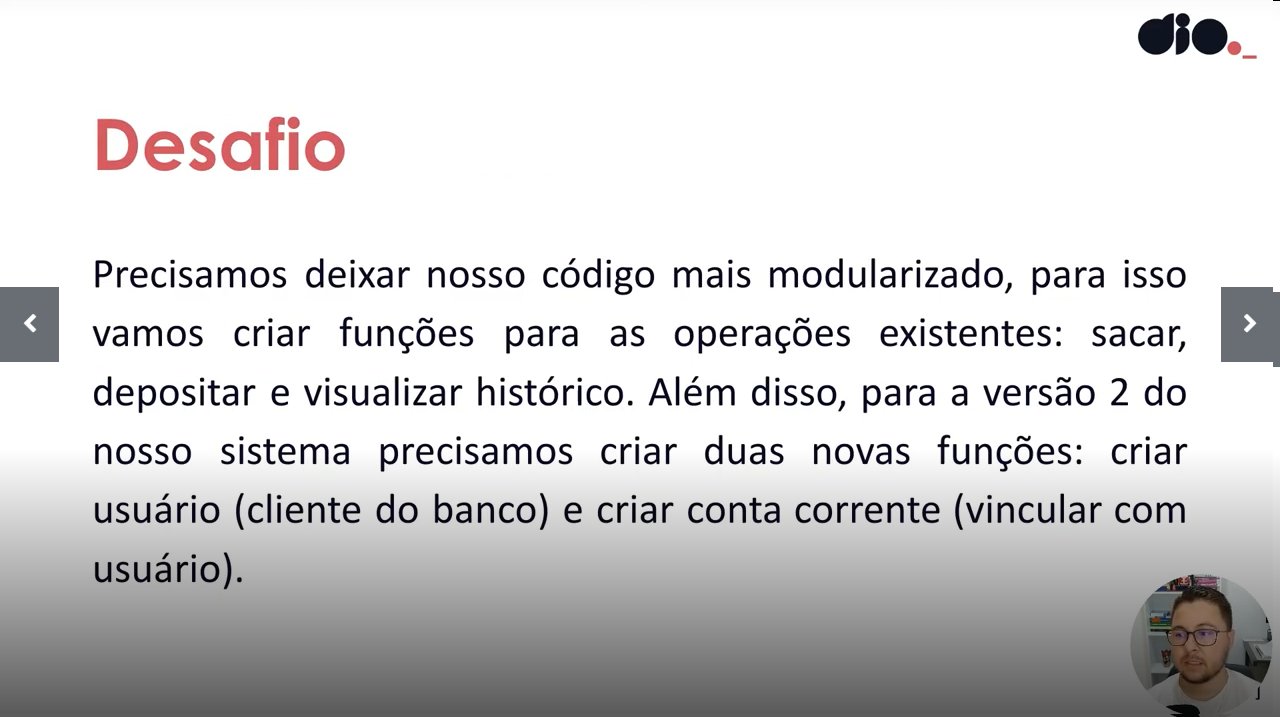 dio._
Desafio
Precisamos deixar nosso código mais modularizado, para isso
vamos criar funções para as operações existentes: sacar,
depositar e visualizar histórico. Além disso, para a versão 2 do
nosso sistema precisamos criar duas novas funções: criar
usuário (cliente do banco) e criar conta corrente (vincular com
usuário).